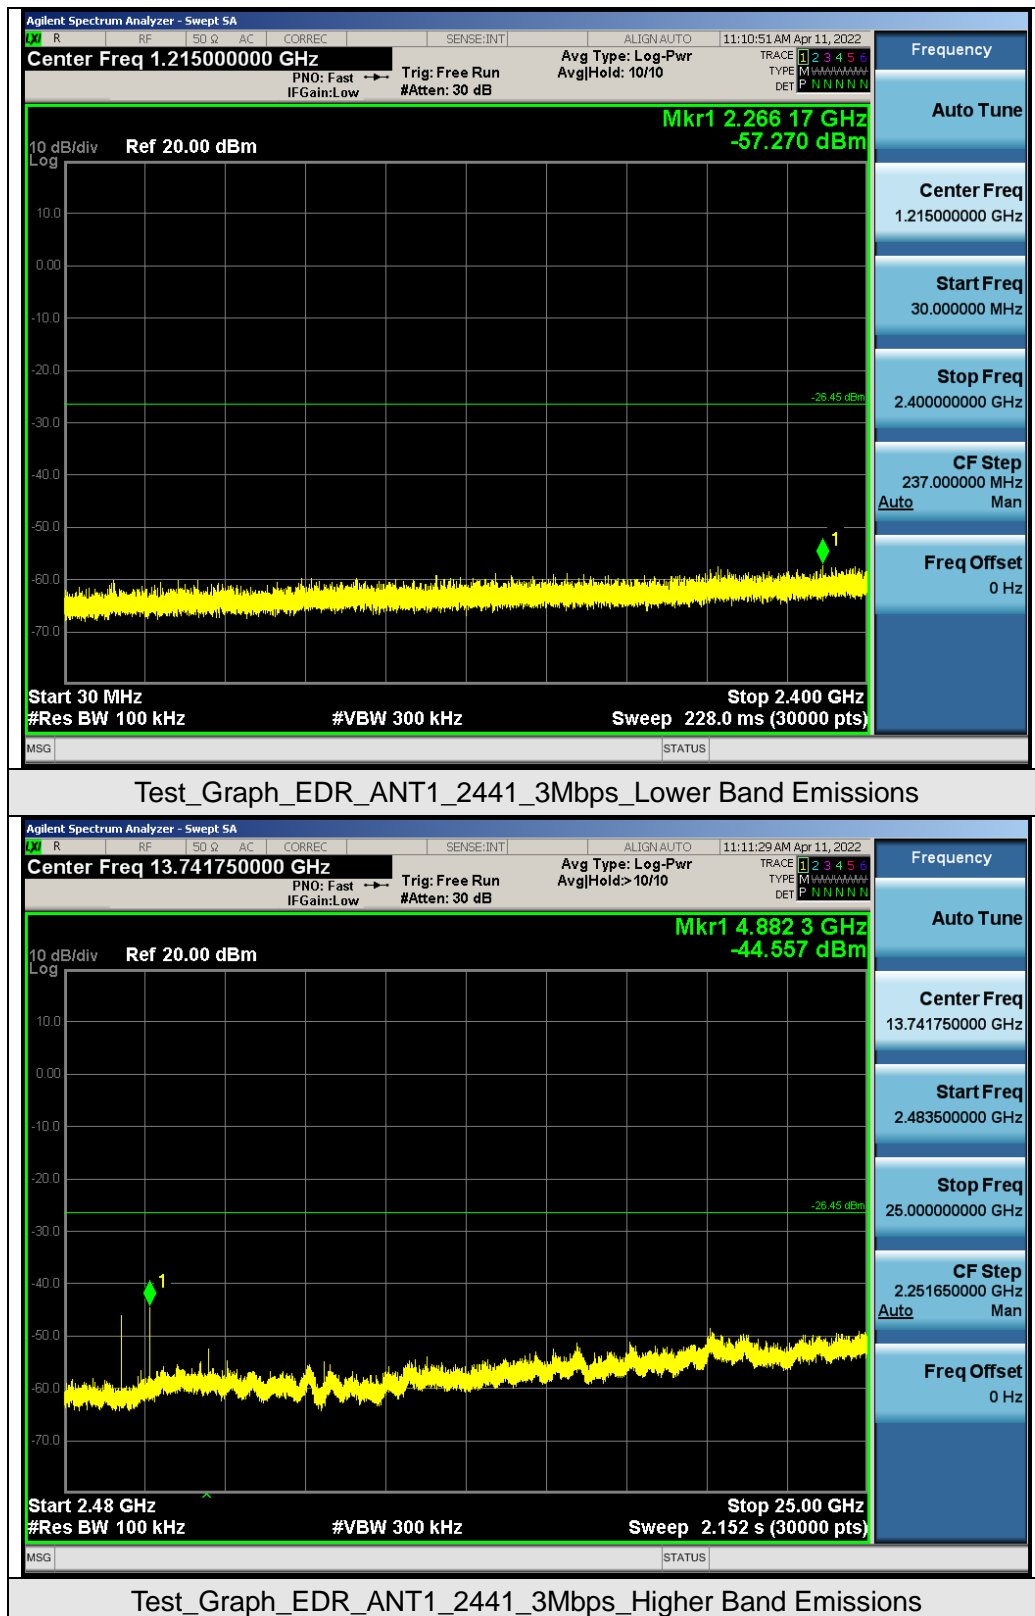 Agilent Spectrum Analyzer - Swept SA
LXI R RF 50 Ω AC CORREC SENSE:INT ALIGN AUTO 11:10:51 AM Apr 11, 2022
Center Freq 1.215000000 GHz
PNO: Fast
IFGain:Low
Trig: Free Run
#Atten: 30 dB
Avg Type: Log-Pwr
Avg|Hold: 10/10
TRACE 1 2 3 4 5 6
TYPE M WWWWW
DET P N N N N N
Frequency
Auto Tune
Center Freq
1.215000000 GHz
Start Freq
30.000000 MHz
Stop Freq
2.400000000 GHz
CF Step
237.000000 MHz
Auto Man
Freq Offset
0 Hz
Mkr1 2.266 17 GHz
-57.270 dBm
10 dB/div Ref 20.00 dBm
Log
10.0
0.00
-10.0
-20.0
-26.45 dBm
-30.0
-40.0
-50.0
1
-60.0
-70.0
Start 30 MHz Stop 2.400 GHz
#Res BW 100 kHz #VBW 300 kHz Sweep 228.0 ms (30000 pts)
MSG STATUS
Test_Graph_EDR_ANT1_2441_3Mbps_Lower Band Emissions
Agilent Spectrum Analyzer - Swept SA
LXI R RF 50 Ω AC CORREC SENSE:INT ALIGN AUTO 11:11:29 AM Apr 11, 2022
Center Freq 13.741750000 GHz
PNO: Fast
IFGain:Low
Trig: Free Run
#Atten: 30 dB
Avg Type: Log-Pwr
Avg|Hold:>10/10
TRACE 1 2 3 4 5 6
TYPE M WWWWW
DET P N N N N N
Frequency
Auto Tune
Center Freq
13.741750000 GHz
Start Freq
2.483500000 GHz
Stop Freq
25.000000000 GHz
CF Step
2.251650000 GHz
Auto Man
Freq Offset
0 Hz
Mkr1 4.882 3 GHz
-44.557 dBm
10 dB/div Ref 20.00 dBm
Log
10.0
0.00
-10.0
-20.0
-26.45 dBm
-30.0
-40.0
1
-50.0
-60.0
-70.0
Start 2.48 GHz Stop 25.00 GHz
#Res BW 100 kHz #VBW 300 kHz Sweep 2.152 s (30000 pts)
MSG STATUS
Test_Graph_EDR_ANT1_2441_3Mbps_Higher Band Emissions